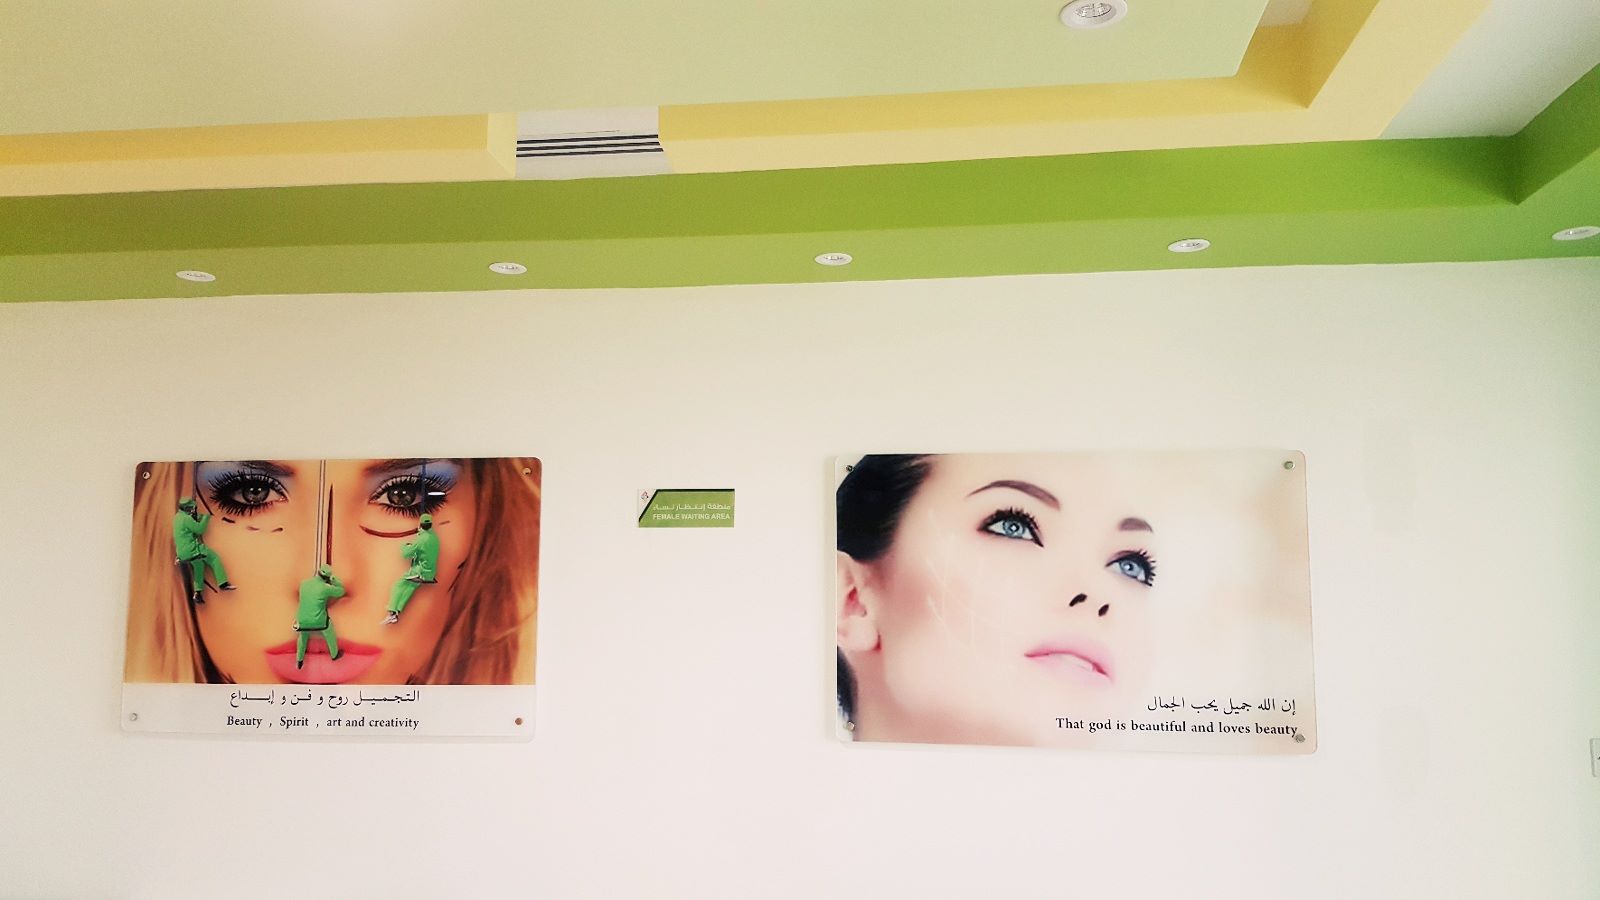 التجميل روح و فن و إبداع
Beauty , Spirit , art and creativity
منطقة إنتظار نساء
FEMALE WAITING AREA
إن الله جميل يحب الجمال
That god is beautiful and loves beauty